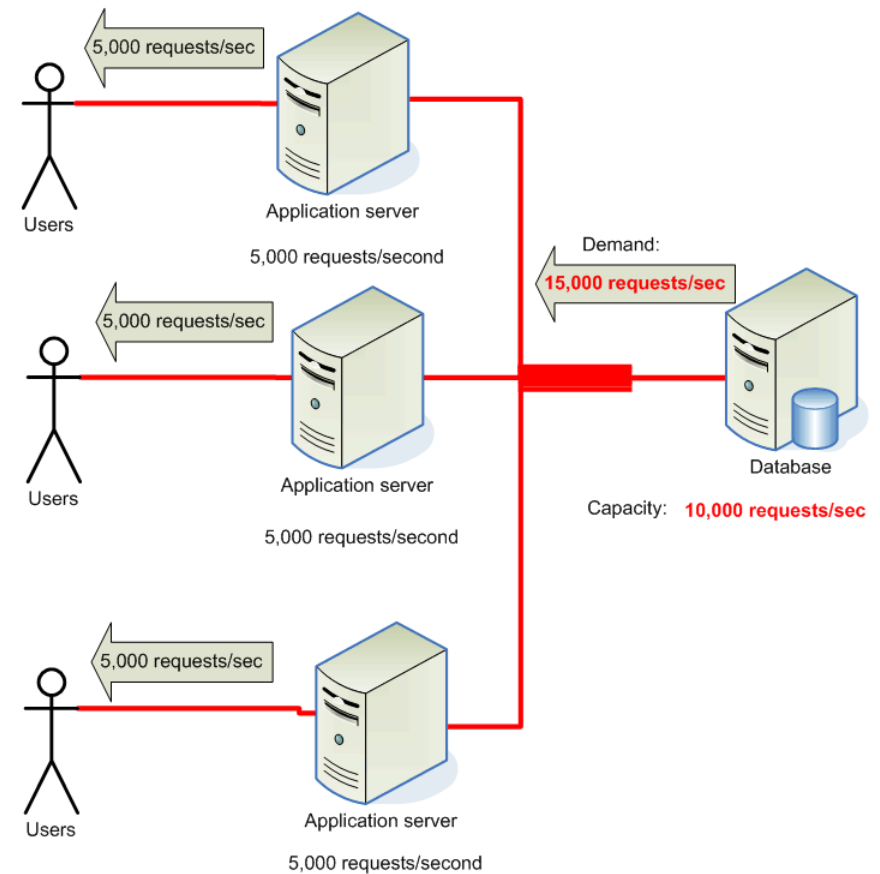 5,000 requests/sec
Users
Application server
5,000 requests/second
Demand:
15,000 requests/sec
5,000 requests/sec
Users
Application server
5,000 requests/second
Database
Capacity: 10,000 requests/sec
5,000 requests/sec
Users
Application server
5,000 requests/second